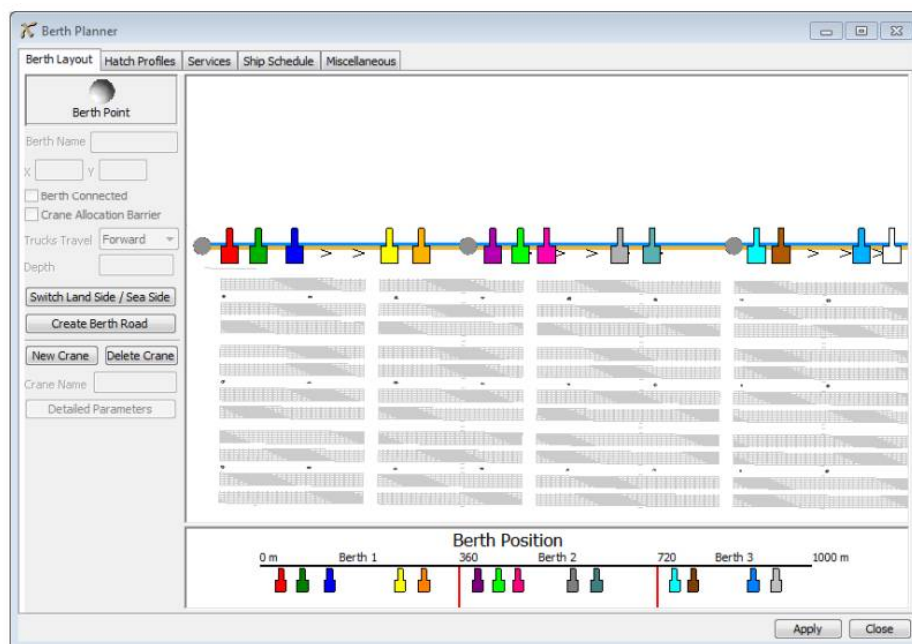 Berth Planner
Berth Layout Hatch Profiles Services Ship Schedule Miscellaneous
Berth Point
Berth Name
X Y
Berth Connected
Crane Allocation Barrier
Trucks Travel Forward
Depth
Switch Land Side / Sea Side
Create Berth Road
New Crane Delete Crane
Crane Name
Detailed Parameters
Berth Position
0 m Berth 1 360 Berth 2 720 Berth 3 1000 m
Apply Close